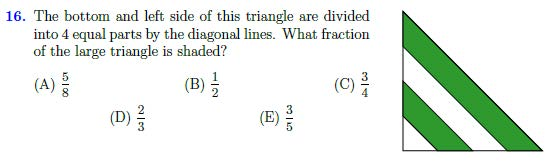 16. The bottom and left side of this triangle are divided
into 4 equal parts by the diagonal lines. What fraction
of the large triangle is shaded?
(A) 5/8 (B) 1/2 (C) 3/4
(D) 2/3 (E) 3/5